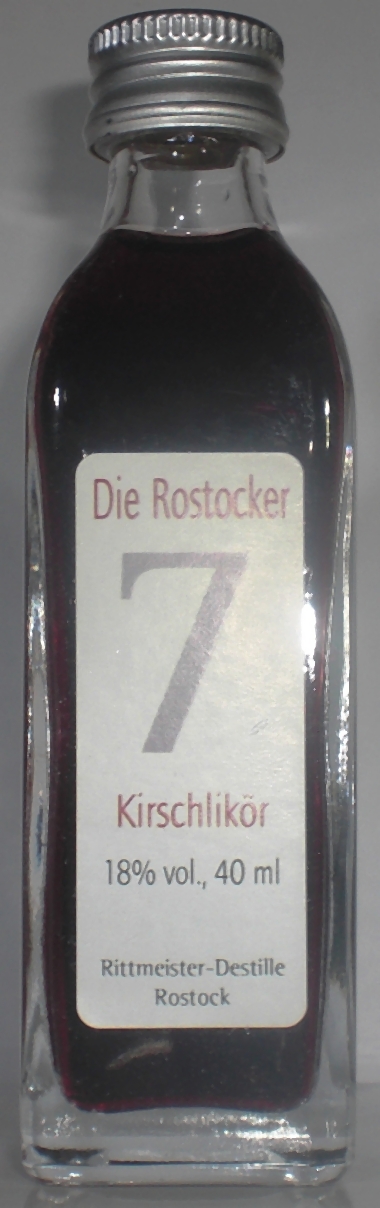 Die Rostocker
7
Kirschlikör
18% vol., 40 ml
Rittmeister-Destille
Rostock